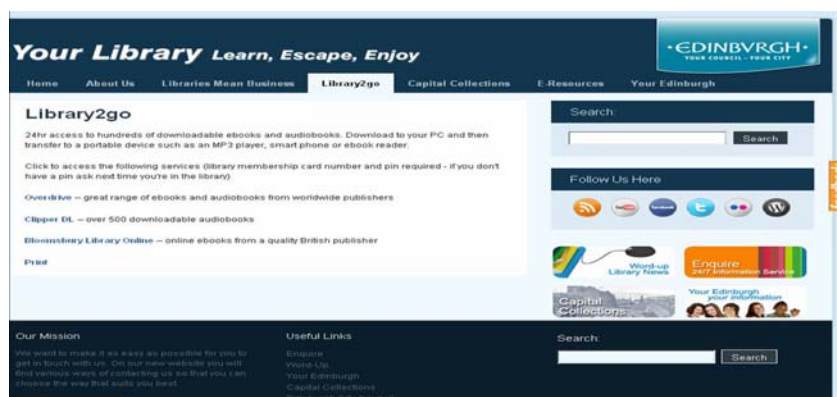 Your Library Learn, Escape, Enjoy
·EDINBVRGH·
YOUR COUNCIL - YOUR CITY
Home About Us Libraries Mean Business Library2go Capital Collections E-Resources Your Edinburgh
Library2go
24hr access to hundreds of downloadable ebooks and audiobooks. Download to your PC and then
transfer to a portable device such as an MP3 player, smart phone or ebook reader.
Click to access the following services (library membership card number and pin required - if you don't
have a pin ask next time you're in the library)
Overdrive – great range of ebooks and audiobooks from worldwide publishers
Clipper DL – over 500 downloadable audiobooks
Bloomsbury Library Online – online ebooks from a quality British publisher
Print
Search:
Search
Follow Us Here
Feedback
Word-up
Library News
Enquire
24/7 Information Service
Capital
Collections
Your Edinburgh
your information
Our Mission
We want to make it as easy as possible for you to
get in touch with us. On our new website you will
find various ways of contacting us so that you can
choose the way that suits you best.
Useful Links
Enquire
Word-Up
Your Edinburgh
Capital Collections
Search:
Search